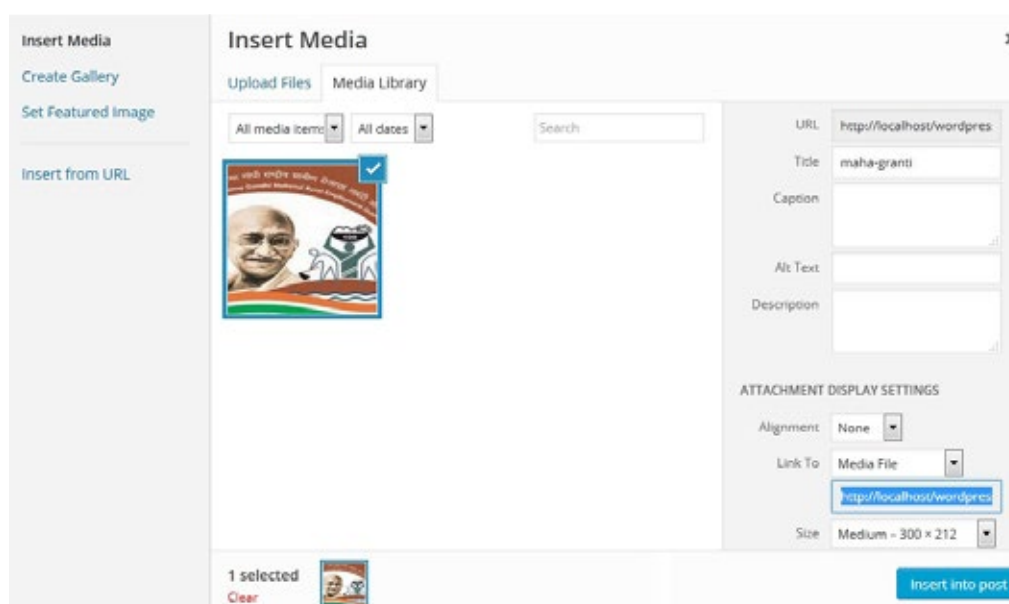 Insert Media
Create Gallery
Set Featured Image
Insert from URL
Insert Media
Upload Files Media Library
All media items All dates Search
URL http://localhost/wordpres
Title maha-granti
Caption
Alt Text
Description
ATTACHMENT DISPLAY SETTINGS
Alignment None
Link To Media File
http://localhost/wordpres
Size Medium – 300 × 212
1 selected
Clear
Insert into post